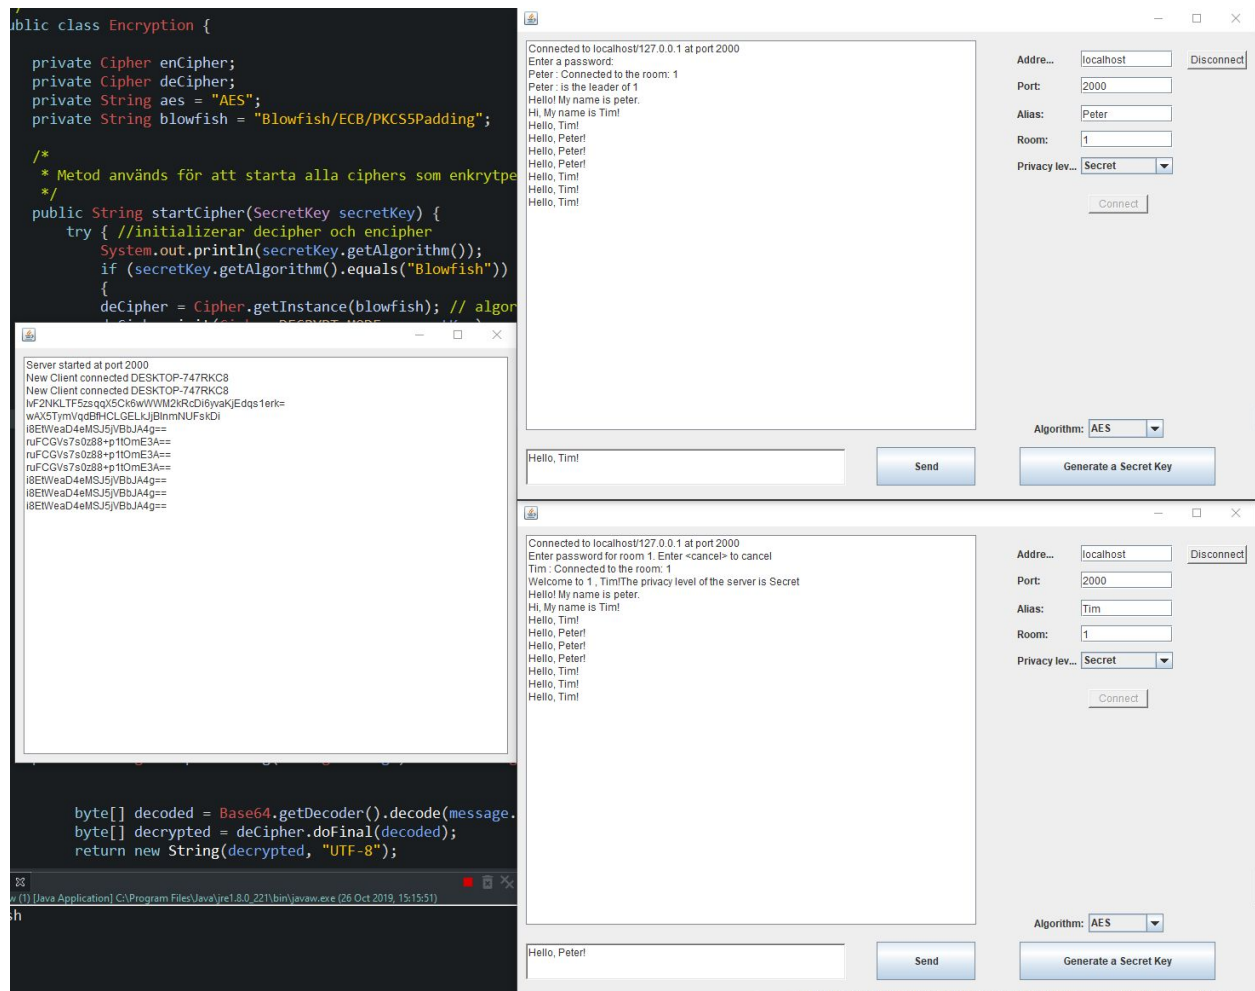 ublic class Encryption {
private Cipher enCipher;
private Cipher deCipher;
private String aes = "AES";
private String blowfish = "Blowfish/ECB/PKCS5Padding";
/*
* Metod används för att starta alla ciphers som enkrytpe
*/
public String startCipher(SecretKey secretKey) {
try { //initializerar decipher och encipher
System.out.println(secretKey.getAlgorithm());
if (secretKey.getAlgorithm().equals("Blowfish"))
{
deCipher = Cipher.getInstance(blowfish); // algor
Server started at port 2000
New Client connected DESKTOP-747RKC8
New Client connected DESKTOP-747RKC8
IvF2NKLTF5zsqqX5Ck6wWWM2kRcDi6yvaKjEdqs1erk=
wAX5TymVqdBfHCLGELkJjBInmNUFskDi
i8EtWeaD4eMSJ5jVBbJA4g==
ruFCGVs7s0z88+p1tOmE3A==
ruFCGVs7s0z88+p1tOmE3A==
ruFCGVs7s0z88+p1tOmE3A==
i8EtWeaD4eMSJ5jVBbJA4g==
i8EtWeaD4eMSJ5jVBbJA4g==
i8EtWeaD4eMSJ5jVBbJA4g==
byte[] decoded = Base64.getDecoder().decode(message.
byte[] decrypted = deCipher.doFinal(decoded);
return new String(decrypted, "UTF-8");
w (1) [Java Application] C:\Program Files\Java\jre1.8.0_221\bin\javaw.exe (26 Oct 2019, 15:15:51)
sh
Connected to localhost/127.0.0.1 at port 2000
Enter a password:
Peter : Connected to the room: 1
Peter : is the leader of 1
Hello! My name is peter.
Hi, My name is Tim!
Hello, Tim!
Hello, Peter!
Hello, Peter!
Hello, Peter!
Hello, Tim!
Hello, Tim!
Hello, Tim!
Addre... localhost Disconnect
Port: 2000
Alias: Peter
Room: 1
Privacy lev... Secret
Connect
Algorithm: AES
Hello, Tim!
Send
Generate a Secret Key
Connected to localhost/127.0.0.1 at port 2000
Enter password for room 1. Enter <cancel> to cancel
Tim : Connected to the room: 1
Welcome to 1 , Tim!The privacy level of the server is Secret
Hello! My name is peter.
Hi, My name is Tim!
Hello, Tim!
Hello, Peter!
Hello, Peter!
Hello, Peter!
Hello, Tim!
Hello, Tim!
Hello, Tim!
Addre... localhost Disconnect
Port: 2000
Alias: Tim
Room: 1
Privacy lev... Secret
Connect
Algorithm: AES
Hello, Peter!
Send
Generate a Secret Key